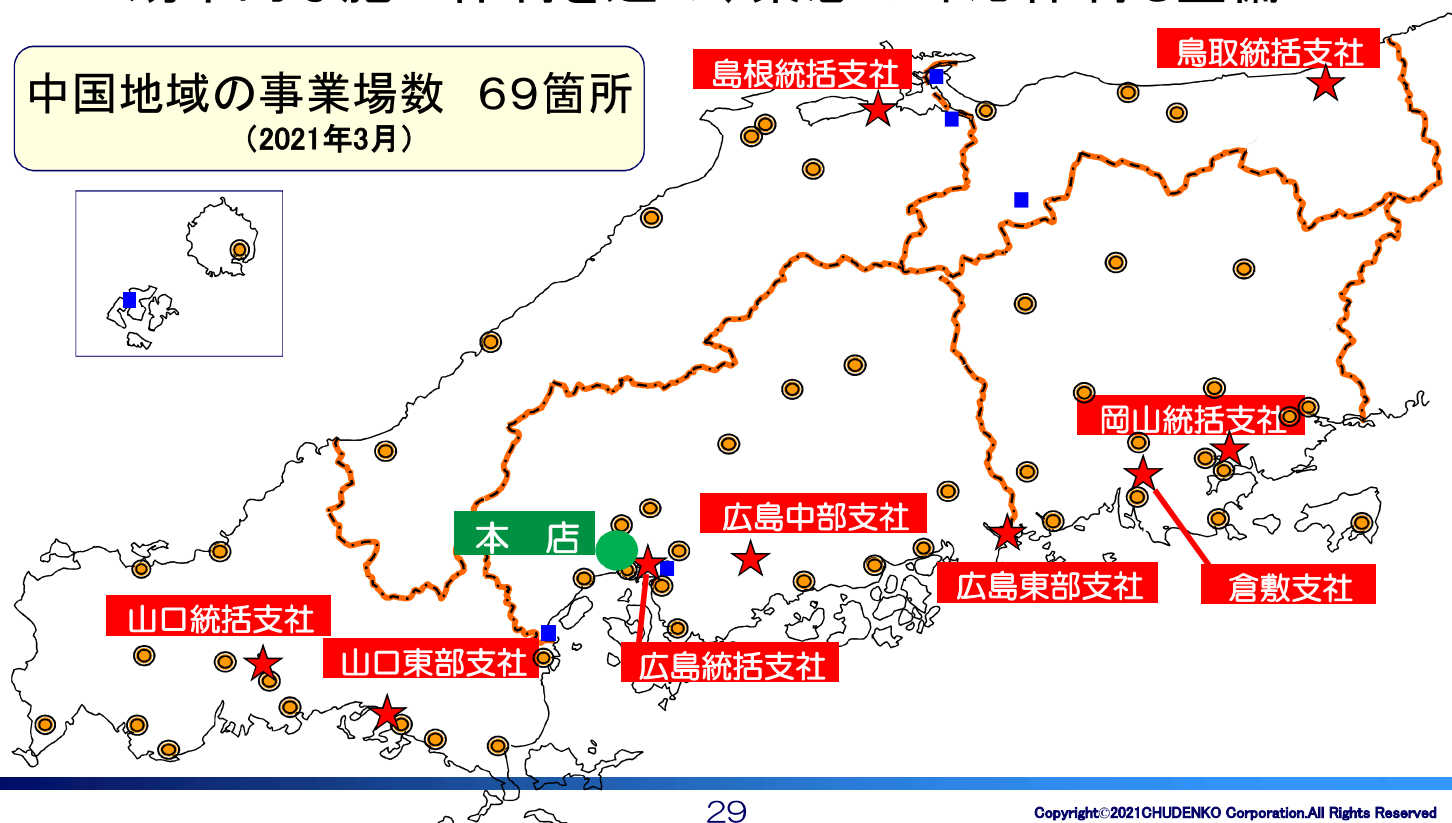 中国地域の事業場数 69箇所
(2021年3月)
島根統括支社
鳥取統括支社
岡山統括支社
広島中部支社
本 店
広島東部支社
倉敷支社
山口統括支社
山口東部支社
広島統括支社
29
Copyright©2021CHUDENKO Corporation.All Rights Reserved